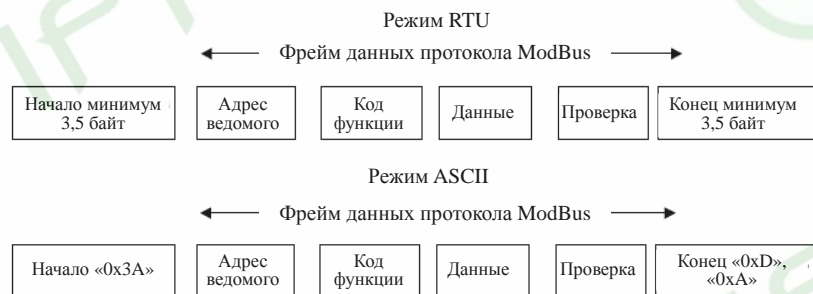 Режим RTU
Фрейм данных протокола ModBus
Начало минимум
3,5 байт
Адрес
ведомого
Код
функции
Данные
Проверка
Конец минимум
3,5 байт
Режим ASCII
Фрейм данных протокола ModBus
Начало «0x3A»
Адрес
ведомого
Код
функции
Данные
Проверка
Конец «0xD»,
«0xA»